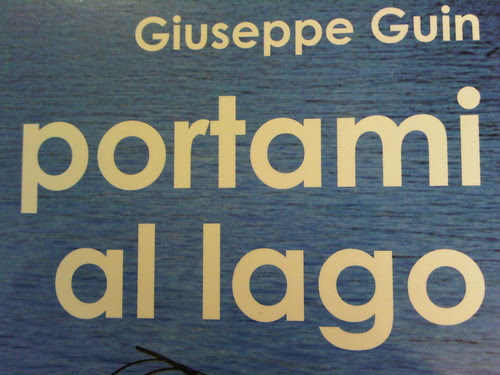 Giuseppe Guin
portami
al lago